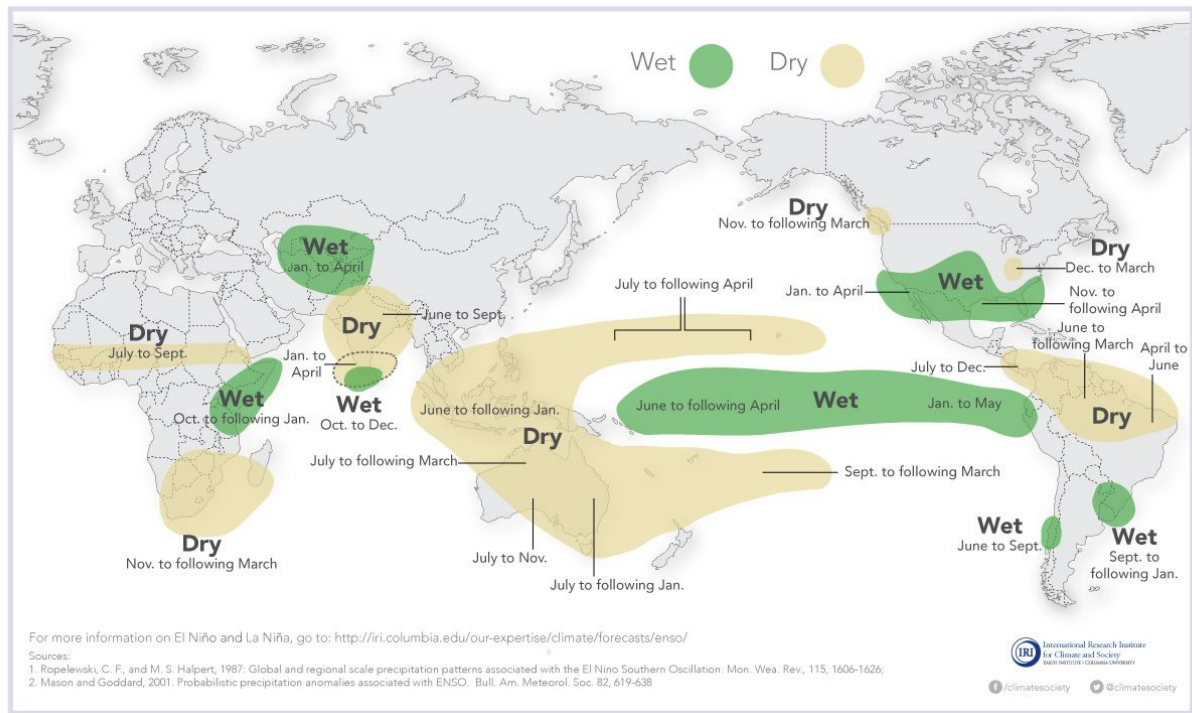 Wet
Dry
Dry
Nov. to following March
Dry
Dec. to March
Wet
Jan. to April
Wet
Jan. to April
Nov. to
following April
July to following April
Dry
June to Sept.
Dry
July to Sept.
Jan. to
April
Wet
Oct. to following Jan.
Wet
Oct. to Dec.
June to following Jan.
Dry
June to following April
Wet
Jan. to May
July to Dec.
June to
following March
April to
June
Dry
July to following March
Sept. to following March
Dry
Nov. to following March
July to Nov.
July to following Jan.
Wet
June to Sept.
Wet
Sept. to
following Jan.
For more information on El Niño and La Niña, go to: http://iri.columbia.edu/our-expertise/climate/forecasts/enso/
Sources:
1. Ropelewski, C. F., and M. S. Halpert, 1987: Global and regional scale precipitation patterns associated with the El Nino Southern Oscillation. Mon. Wea. Rev., 115, 1606-1626;
2. Mason and Goddard, 2001. Probabilistic precipitation anomalies associated with ENSO. Bull. Am. Meteorol. Soc. 82, 619-638
IRI
International Research Institute
for Climate and Society
EARTH INSTITUTE / COLUMBIA UNIVERSITY
/climatesociety
@climatesociety